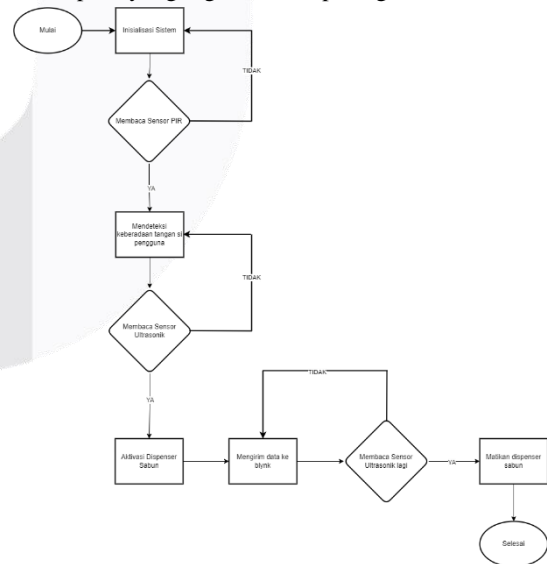 Mulai
Inisialisasi Sistem
TIDAK
Membaca Sensor PIR
YA
Mendeteksi
keberadaan tangan si
pengguna
TIDAK
Membaca Sensor
Ultrasonik
YA
TIDAK
Aktivasi Dispenser
Sabun
Mengirim data ke
blynk
Membaca Sensor
Ultrasonik lagi
YA
Matikan dispenser
sabun
Selesai